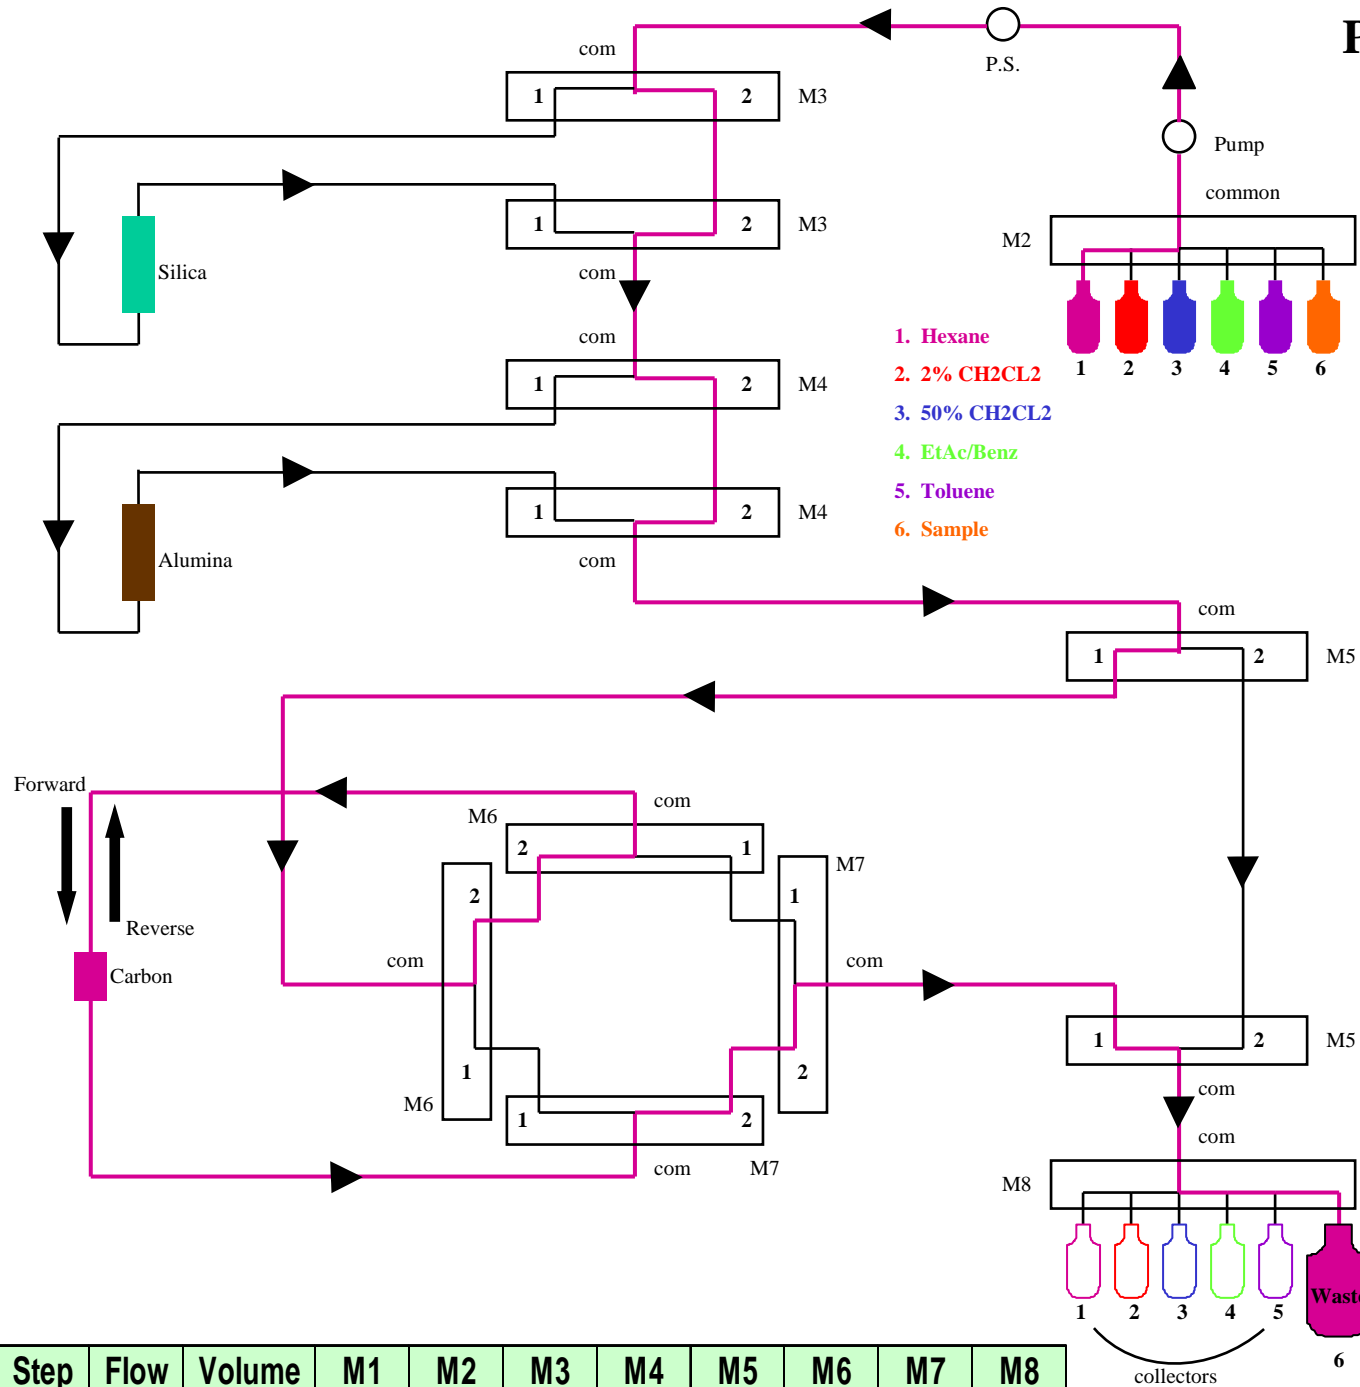 P
com
P.S.
1 2 M3
Pump
common
1 2 M3
M2
Silica
com
com
1. Hexane
2. 2% CH2CL2
3. 50% CH2CL2
4. EtAc/Benz
5. Toluene
6. Sample
1 2 3 4 5 6
1 2 M4
1 2 M4
Alumina
com
com
1 2 M5
Forward
Reverse
Carbon
com
M6
2 1
M7
2
1
com
com
1
2
M6
1 2
com
M7
1 2 M5
com
com
M8
1 2 3 4 5
Waste
6
collectors
Step Flow Volume M1 M2 M3 M4 M5 M6 M7 M8